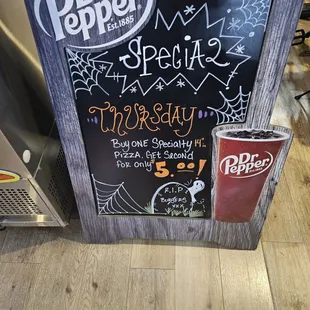 Dr Pepper
EST. 1885
SPECIAL
THURSDAY
BUY ONE SPECIALTY 14"
PIZZA, GET SECOND
FOR ONLY 5.00!
R.I.P
Dr Pepper